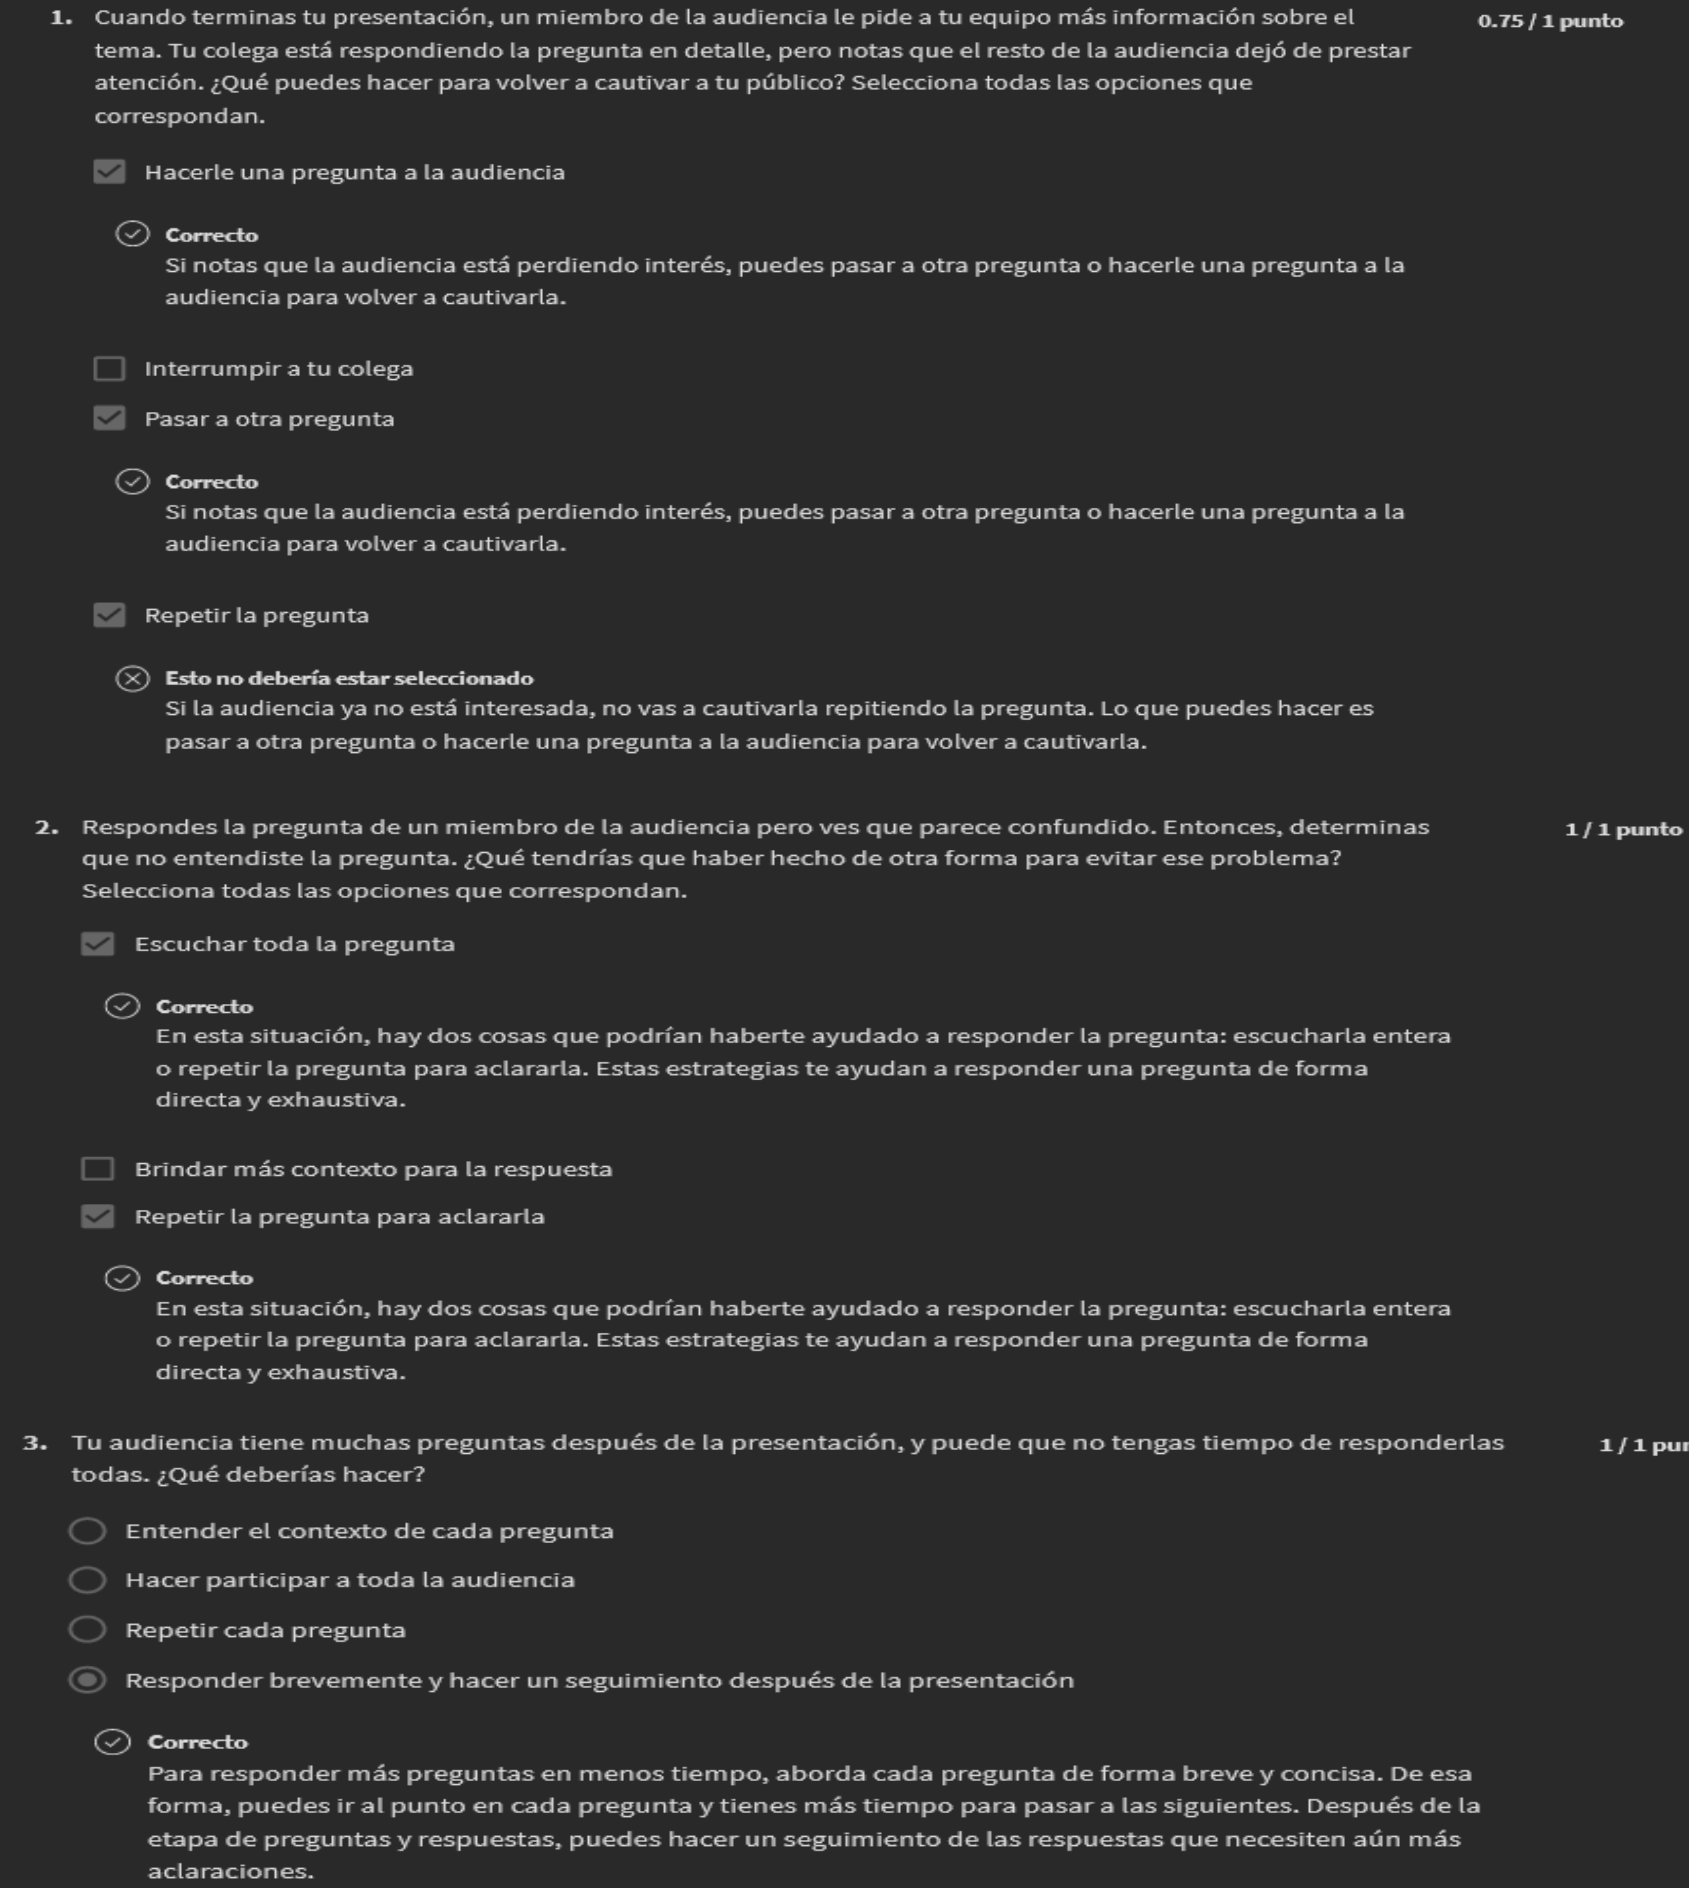 1. Cuando terminas tu presentación, un miembro de la audiencia le pide a tu equipo más información sobre el 0.75 / 1 punto
tema. Tu colega está respondiendo la pregunta en detalle, pero notas que el resto de la audiencia dejó de prestar
atención. ¿Qué puedes hacer para volver a cautivar a tu público? Selecciona todas las opciones que
correspondan.
Hacerle una pregunta a la audiencia
Correcto
Si notas que la audiencia está perdiendo interés, puedes pasar a otra pregunta o hacerle una pregunta a la
audiencia para volver a cautivarla.
Interrumpir a tu colega
Pasar a otra pregunta
Correcto
Si notas que la audiencia está perdiendo interés, puedes pasar a otra pregunta o hacerle una pregunta a la
audiencia para volver a cautivarla.
Repetir la pregunta
Esto no debería estar seleccionado
Si la audiencia ya no está interesada, no vas a cautivarla repitiendo la pregunta. Lo que puedes hacer es
pasar a otra pregunta o hacerle una pregunta a la audiencia para volver a cautivarla.
2. Respondes la pregunta de un miembro de la audiencia pero ves que parece confundido. Entonces, determinas 1 / 1 punto
que no entendiste la pregunta. ¿Qué tendrías que haber hecho de otra forma para evitar ese problema?
Selecciona todas las opciones que correspondan.
Escuchar toda la pregunta
Correcto
En esta situación, hay dos cosas que podrían haberte ayudado a responder la pregunta: escucharla entera
o repetir la pregunta para aclararla. Estas estrategias te ayudan a responder una pregunta de forma
directa y exhaustiva.
Brindar más contexto para la respuesta
Repetir la pregunta para aclararla
Correcto
En esta situación, hay dos cosas que podrían haberte ayudado a responder la pregunta: escucharla entera
o repetir la pregunta para aclararla. Estas estrategias te ayudan a responder una pregunta de forma
directa y exhaustiva.
3. Tu audiencia tiene muchas preguntas después de la presentación, y puede que no tengas tiempo de responderlas 1 / 1 pun
todas. ¿Qué deberías hacer?
Entender el contexto de cada pregunta
Hacer participar a toda la audiencia
Repetir cada pregunta
Responder brevemente y hacer un seguimiento después de la presentación
Correcto
Para responder más preguntas en menos tiempo, aborda cada pregunta de forma breve y concisa. De esa
forma, puedes ir al punto en cada pregunta y tienes más tiempo para pasar a las siguientes. Después de la
etapa de preguntas y respuestas, puedes hacer un seguimiento de las respuestas que necesiten aún más
aclaraciones.